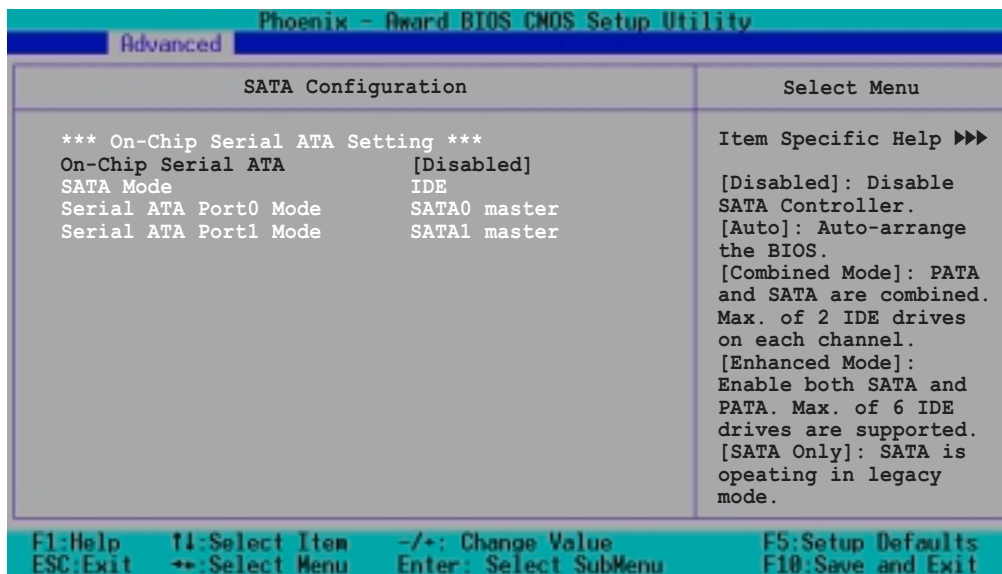 Phoenix - Award BIOS CMOS Setup Utility
Advanced
SATA Configuration
Select Menu
*** On-Chip Serial ATA Setting ***
On-Chip Serial ATA [Disabled]
SATA Mode IDE
Serial ATA Port0 Mode SATA0 master
Serial ATA Port1 Mode SATA1 master
Item Specific Help ▶▶▶
[Disabled]: Disable
SATA Controller.
[Auto]: Auto-arrange
the BIOS.
[Combined Mode]: PATA
and SATA are combined.
Max. of 2 IDE drives
on each channel.
[Enhanced Mode]:
Enable both SATA and
PATA. Max. of 6 IDE
drives are supported.
[SATA Only]: SATA is
opeating in legacy
mode.
F1:Help ↑↓:Select Item -/+: Change Value F5:Setup Defaults
ESC:Exit ←→:Select Menu Enter: Select SubMenu F10:Save and Exit